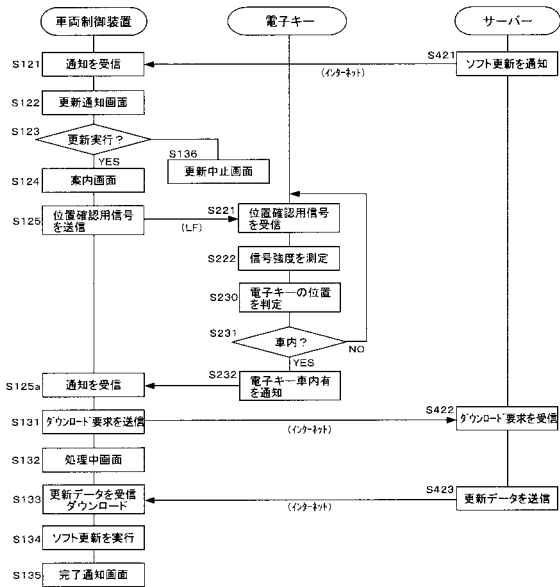 車両制御装置
電子キー
サーバー
S121
通知を受信
(インターネット)
S421
ソフト更新を通知
S122
更新通知画面
S123
更新実行?
YES
S136
更新中止画面
S124
案内画面
S125
位置確認用信号
を送信
(LF)
S221
位置確認用信号
を受信
S222
信号強度を測定
S230
電子キーの位置
を判定
S231
車内?
NO
YES
S232
電子キー車内有
を通知
S125a
通知を受信
S131
ダウンロード要求を送信
(インターネット)
S422
ダウンロード要求を受信
S132
処理中画面
S133
更新データを受信
ダウンロード
(インターネット)
S423
更新データを送信
S134
ソフト更新を実行
S135
完了通知画面